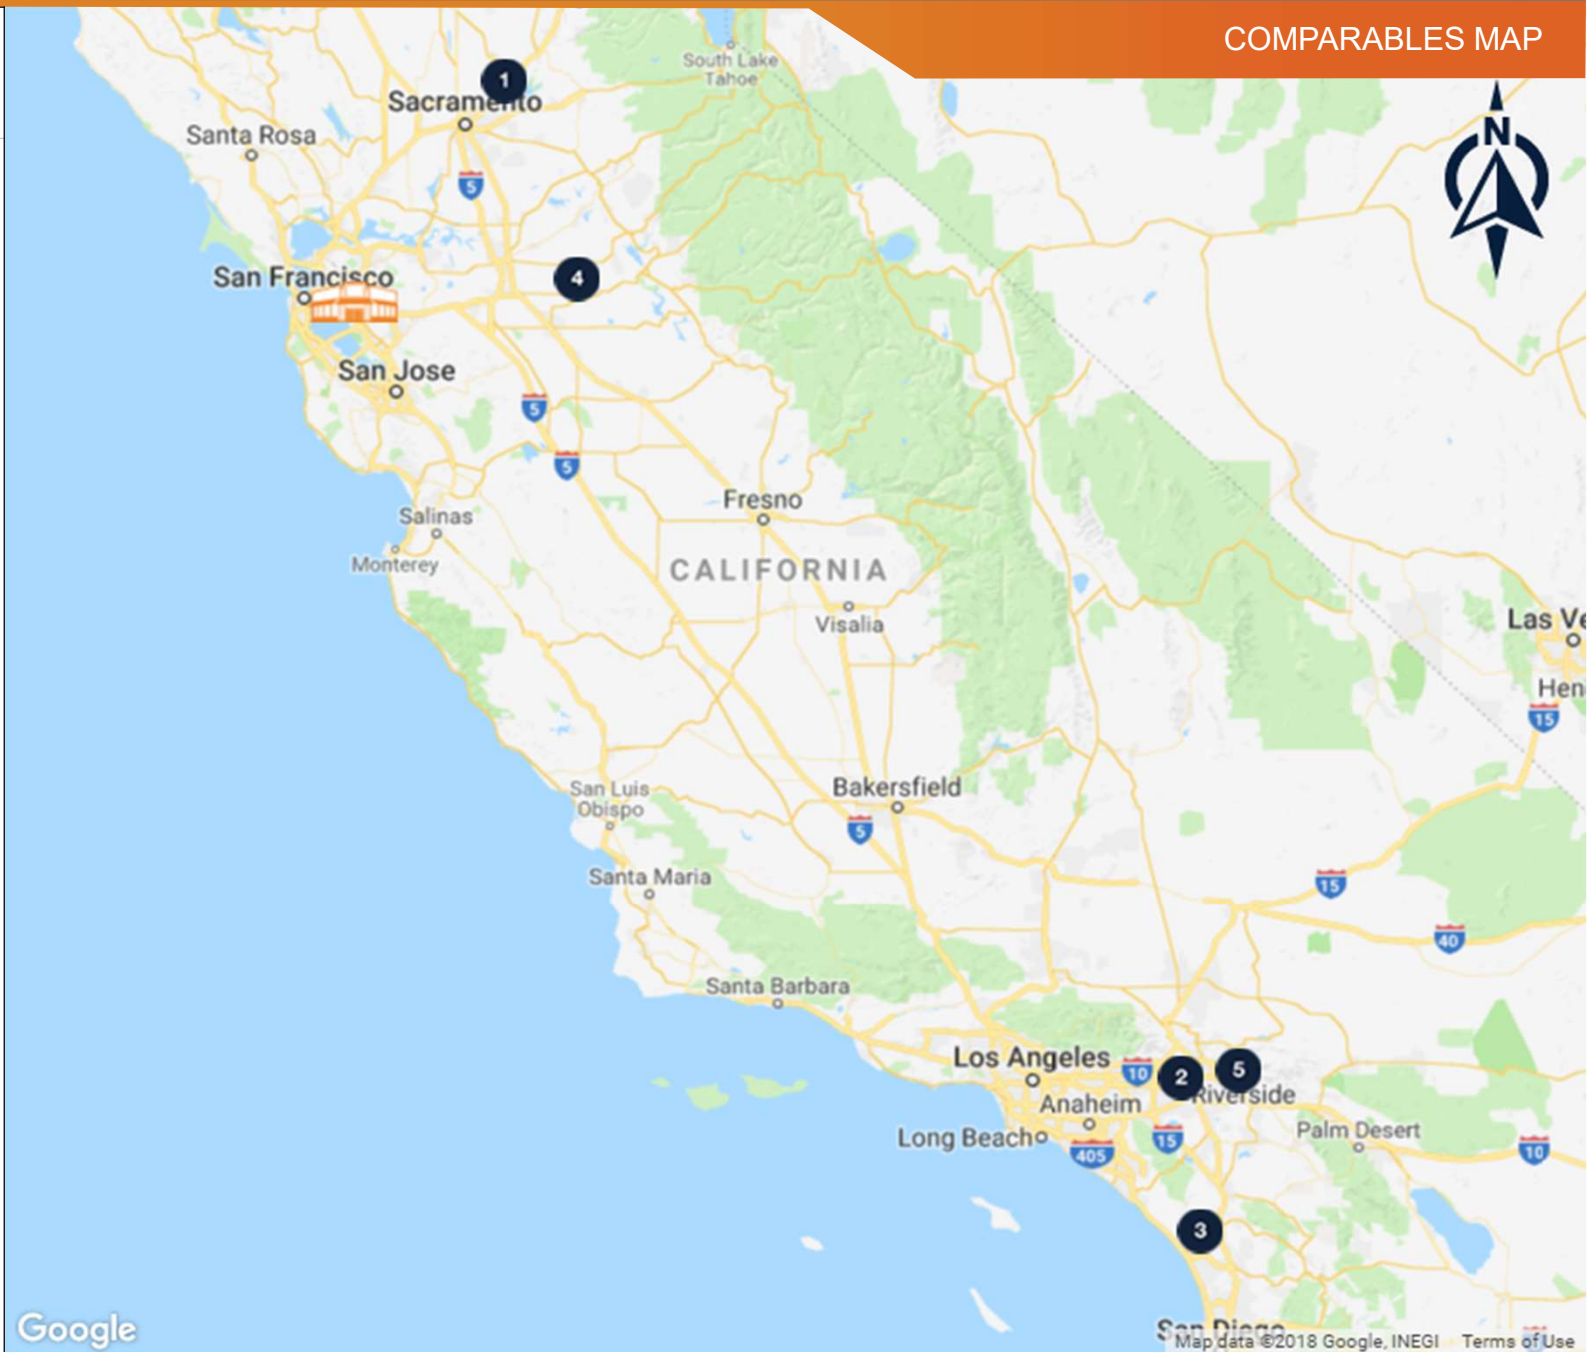 COMPARABLES MAP
South Lake
Tahoe
1
Sacramento
N
Santa Rosa
5
San Francisco
4
San Jose
5
5
Fresno
Salinas
Monterey
CALIFORNIA
Visalia
Las Ve
Hen
15
Bakersfield
San Luis
Obispo
5
Santa Maria
15
40
Santa Barbara
Los Angeles
10
2
5
Riverside
Anaheim
Long Beach
405
15
Palm Desert
10
3
San Diego
Google
Map data ©2018 Google, INEGI Terms of Use